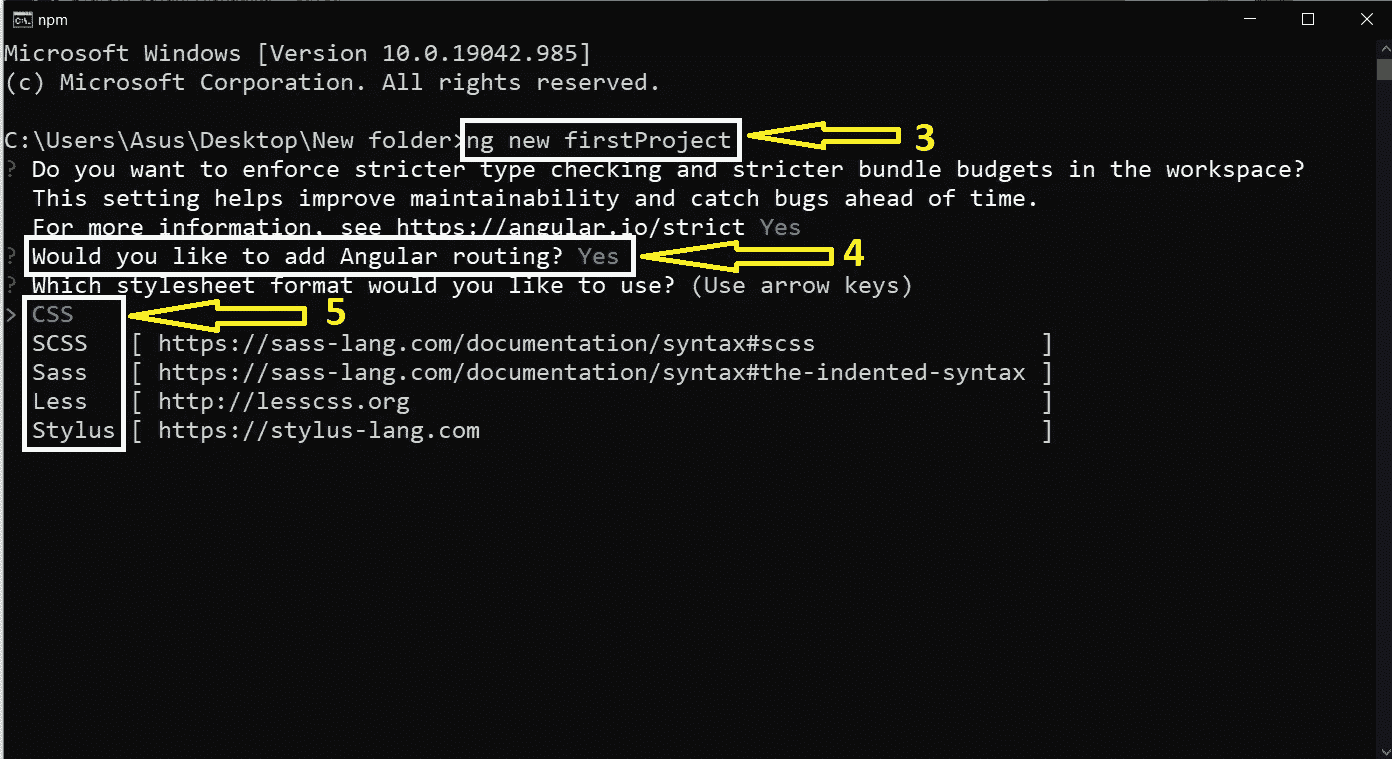 npm
Microsoft Windows [Version 10.0.19042.985]
(c) Microsoft Corporation. All rights reserved.
C:\Users\Asus\Desktop\New folder>ng new firstProject 3
? Do you want to enforce stricter type checking and stricter bundle budgets in the workspace?
This setting helps improve maintainability and catch bugs ahead of time.
For more information, see https://angular.io/strict Yes
? Would you like to add Angular routing? Yes 4
? Which stylesheet format would you like to use? (Use arrow keys)
> CSS 5
SCSS [ https://sass-lang.com/documentation/syntax#scss ]
Sass [ https://sass-lang.com/documentation/syntax#the-indented-syntax ]
Less [ http://lesscss.org ]
Stylus [ https://stylus-lang.com ]